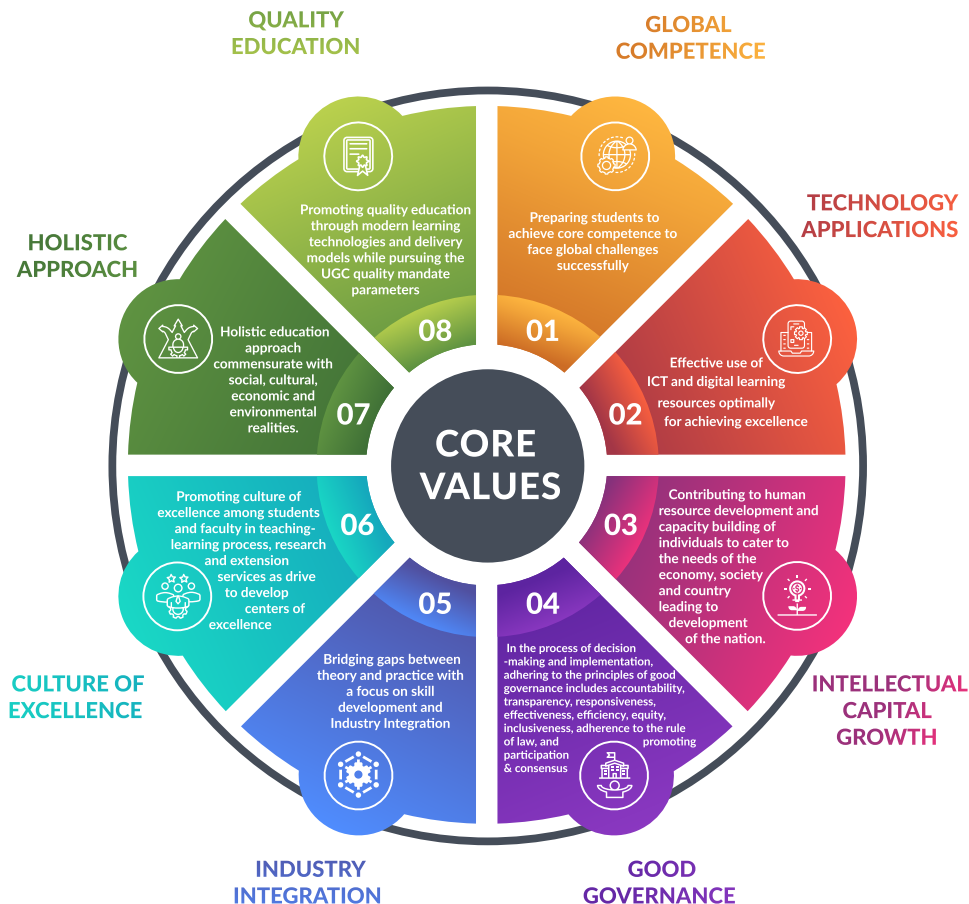 CORE
VALUES
GLOBAL
COMPETENCE
01
Preparing students to
achieve core competence to
face global challenges
successfully
TECHNOLOGY
APPLICATIONS
02
Effective use of
ICT and digital learning
resources optimally
for achieving excellence
INTELLECTUAL
CAPITAL
GROWTH
03
Contributing to human
resource development and
capacity building of
individuals to cater to
the needs of the
economy, society
and country
leading to
development
of the nation.
GOOD
GOVERNANCE
04
In the process of decision
-making and implementation,
adhering to the principles of good
governance includes accountability,
transparency, responsiveness,
effectiveness, efficiency, equity,
inclusiveness, adherence to the rule
of law, and promoting
participation
& consensus
INDUSTRY
INTEGRATION
05
Bridging gaps between
theory and practice with
a focus on skill
development and
Industry Integration
CULTURE OF
EXCELLENCE
06
Promoting culture of
excellence among students
and faculty in teaching-
learning process, research
and extension
services as drive
to develop
centers of
excellence
HOLISTIC
APPROACH
07
Holistic education
approach
commensurate with
social, cultural,
economic and
environmental
realities.
QUALITY
EDUCATION
08
Promoting quality education
through modern learning
technologies and delivery
models while pursuing the
UGC quality mandate
parameters